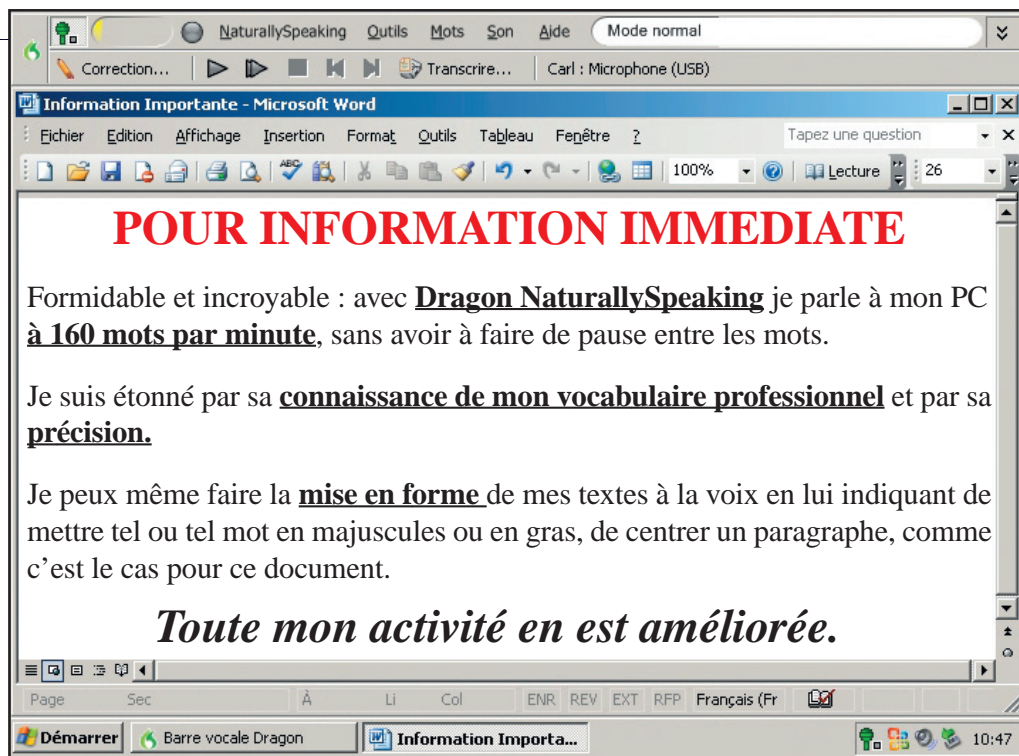 NaturallySpeaking Outils Mots Son Aide Mode normal
Correction... Transcrire... Carl : Microphone (USB)
Information Importante - Microsoft Word
Fichier Edition Affichage Insertion Format Outils Tableau Fenêtre ? Tapez une question
ABC 100% Lecture 26
POUR INFORMATION IMMEDIATE
Formidable et incroyable : avec Dragon NaturallySpeaking je parle à mon PC
à 160 mots par minute, sans avoir à faire de pause entre les mots.
Je suis étonné par sa connaissance de mon vocabulaire professionnel et par sa
précision.
Je peux même faire la mise en forme de mes textes à la voix en lui indiquant de
mettre tel ou tel mot en majuscules ou en gras, de centrer un paragraphe, comme
c’est le cas pour ce document.
Toute mon activité en est améliorée.
Page Sec À Li Col ENR REV EXT RFP Français (Fr
Démarrer Barre vocale Dragon Information Importa... 10:47